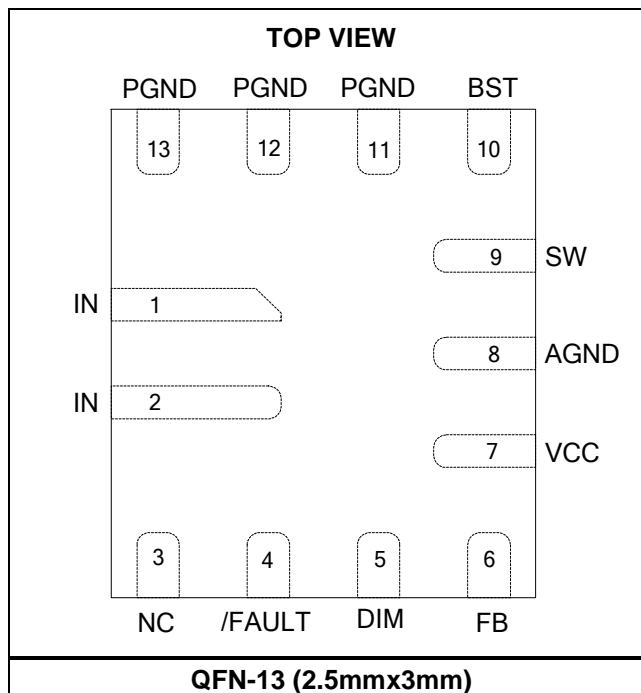 TOP VIEW
PGND PGND PGND BST
13 12 11 10
9 SW
IN 1
8 AGND
IN 2
7 VCC
3 4 5 6
NC /FAULT DIM FB
QFN-13 (2.5mmx3mm)